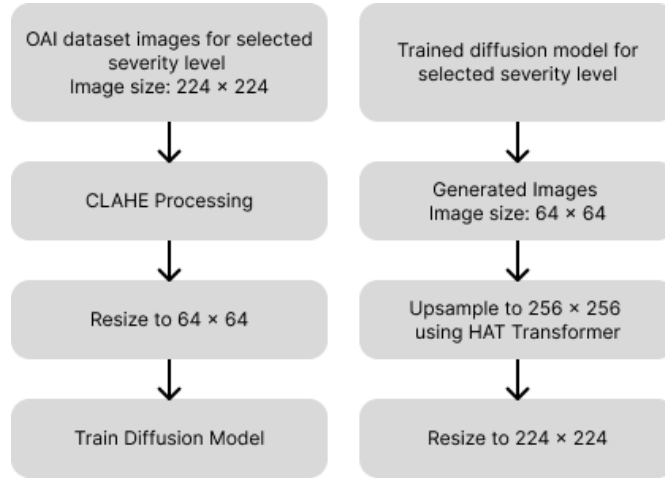 OAI dataset images for selected
severity level
Image size: 224 × 224
CLAHE Processing
Resize to 64 × 64
Train Diffusion Model
Trained diffusion model for
selected severity level
Generated Images
Image size: 64 × 64
Upsample to 256 × 256
using HAT Transformer
Resize to 224 × 224